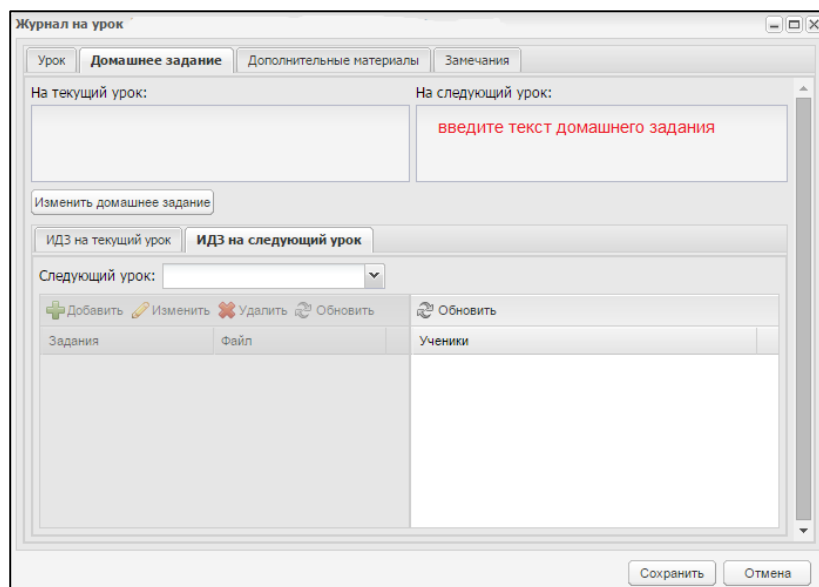 Журнал на урок
Урок Домашнее задание Дополнительные материалы Замечания
На текущий урок: На следующий урок:
введите текст домашнего задания
Изменить домашнее задание
ИДЗ на текущий урок ИДЗ на следующий урок
Следующий урок:
Добавить Изменить Удалить Обновить Обновить
Задания Файл Ученики
Сохранить Отмена